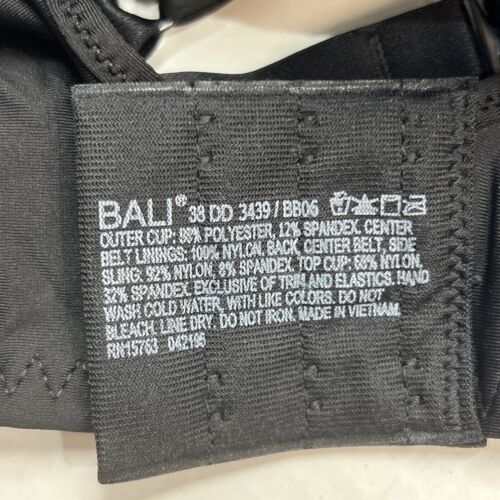 BALI® 38 DD 3439 / BB06
OUTER CUP: 88% POLYESTER, 12% SPANDEX. CENTER
BELT LININGS: 100% NYLON. BACK, CENTER BELT, SIDE
SLING: 92% NYLON, 8% SPANDEX. TOP CUP: 68% NYLON,
32% SPANDEX. EXCLUSIVE OF TRIM AND ELASTICS. HAND
WASH COLD WATER, WITH LIKE COLORS. DO NOT
BLEACH. LINE DRY. DO NOT IRON. MADE IN VIETNAM.
RN15763 042195